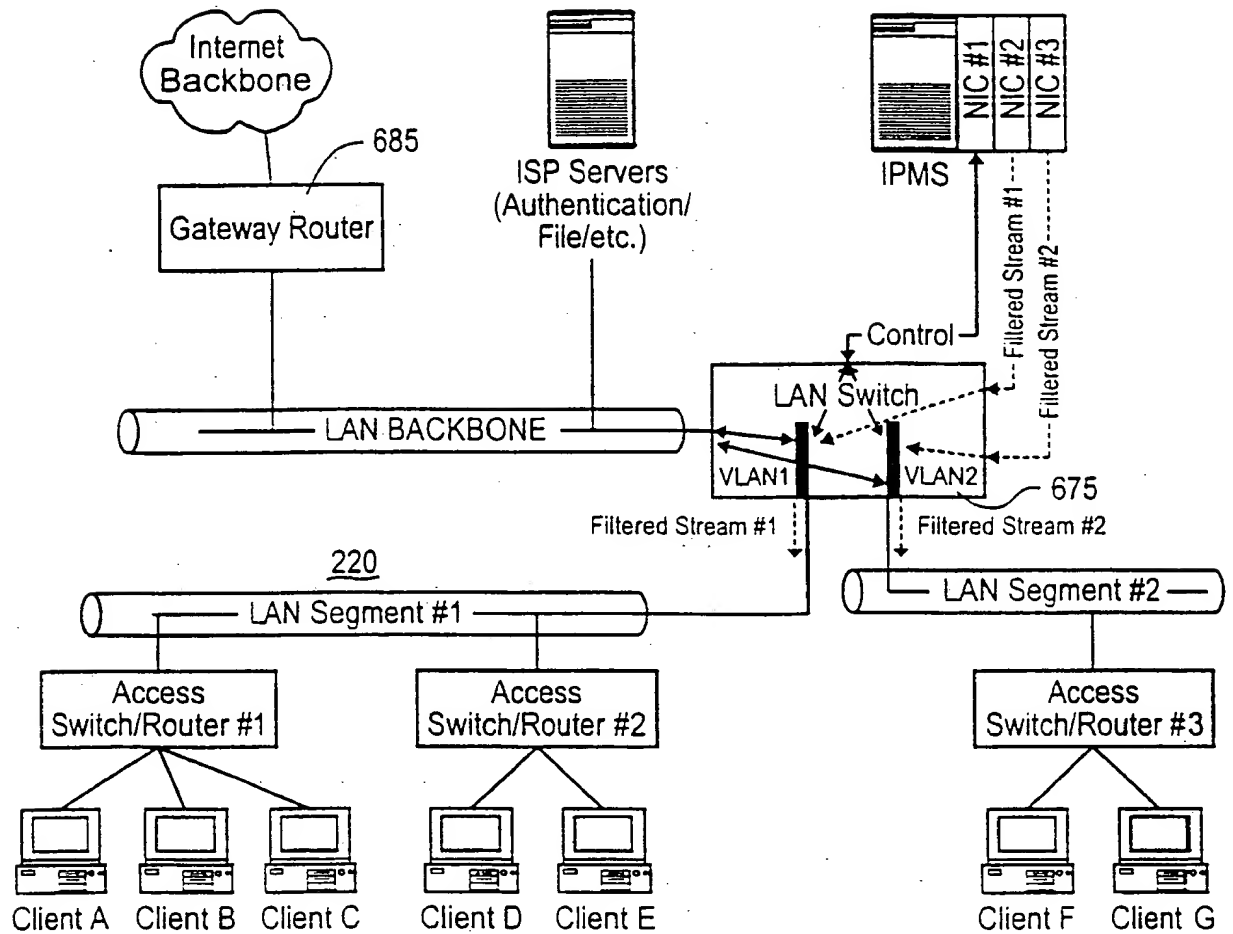 Internet
Backbone
685
Gateway Router
ISP Servers
(Authentication/
File/etc.)
NIC #1
NIC #2
NIC #3
IPMS
Filtered Stream #1
Filtered Stream #2
Control
LAN Switch
LAN BACKBONE
VLAN1
VLAN2
675
Filtered Stream #1
Filtered Stream #2
220
LAN Segment #1
LAN Segment #2
Access
Switch/Router #1
Access
Switch/Router #2
Access
Switch/Router #3
Client A
Client B
Client C
Client D
Client E
Client F
Client G